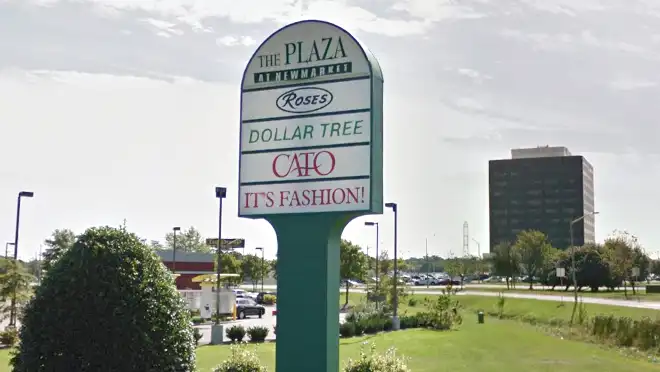 THE PLAZA
AT NEWMARKET
ROSES
DOLLAR TREE
CATO
IT'S FASHION!